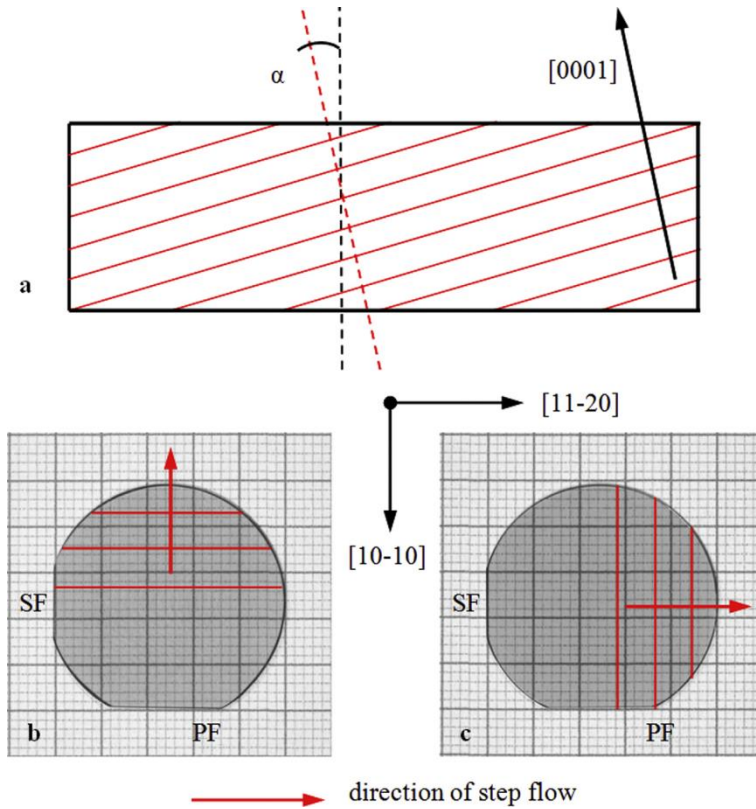 α
[0001]
a
[11-20]
[10-10]
SF
PF
b
SF
PF
c
direction of step flow